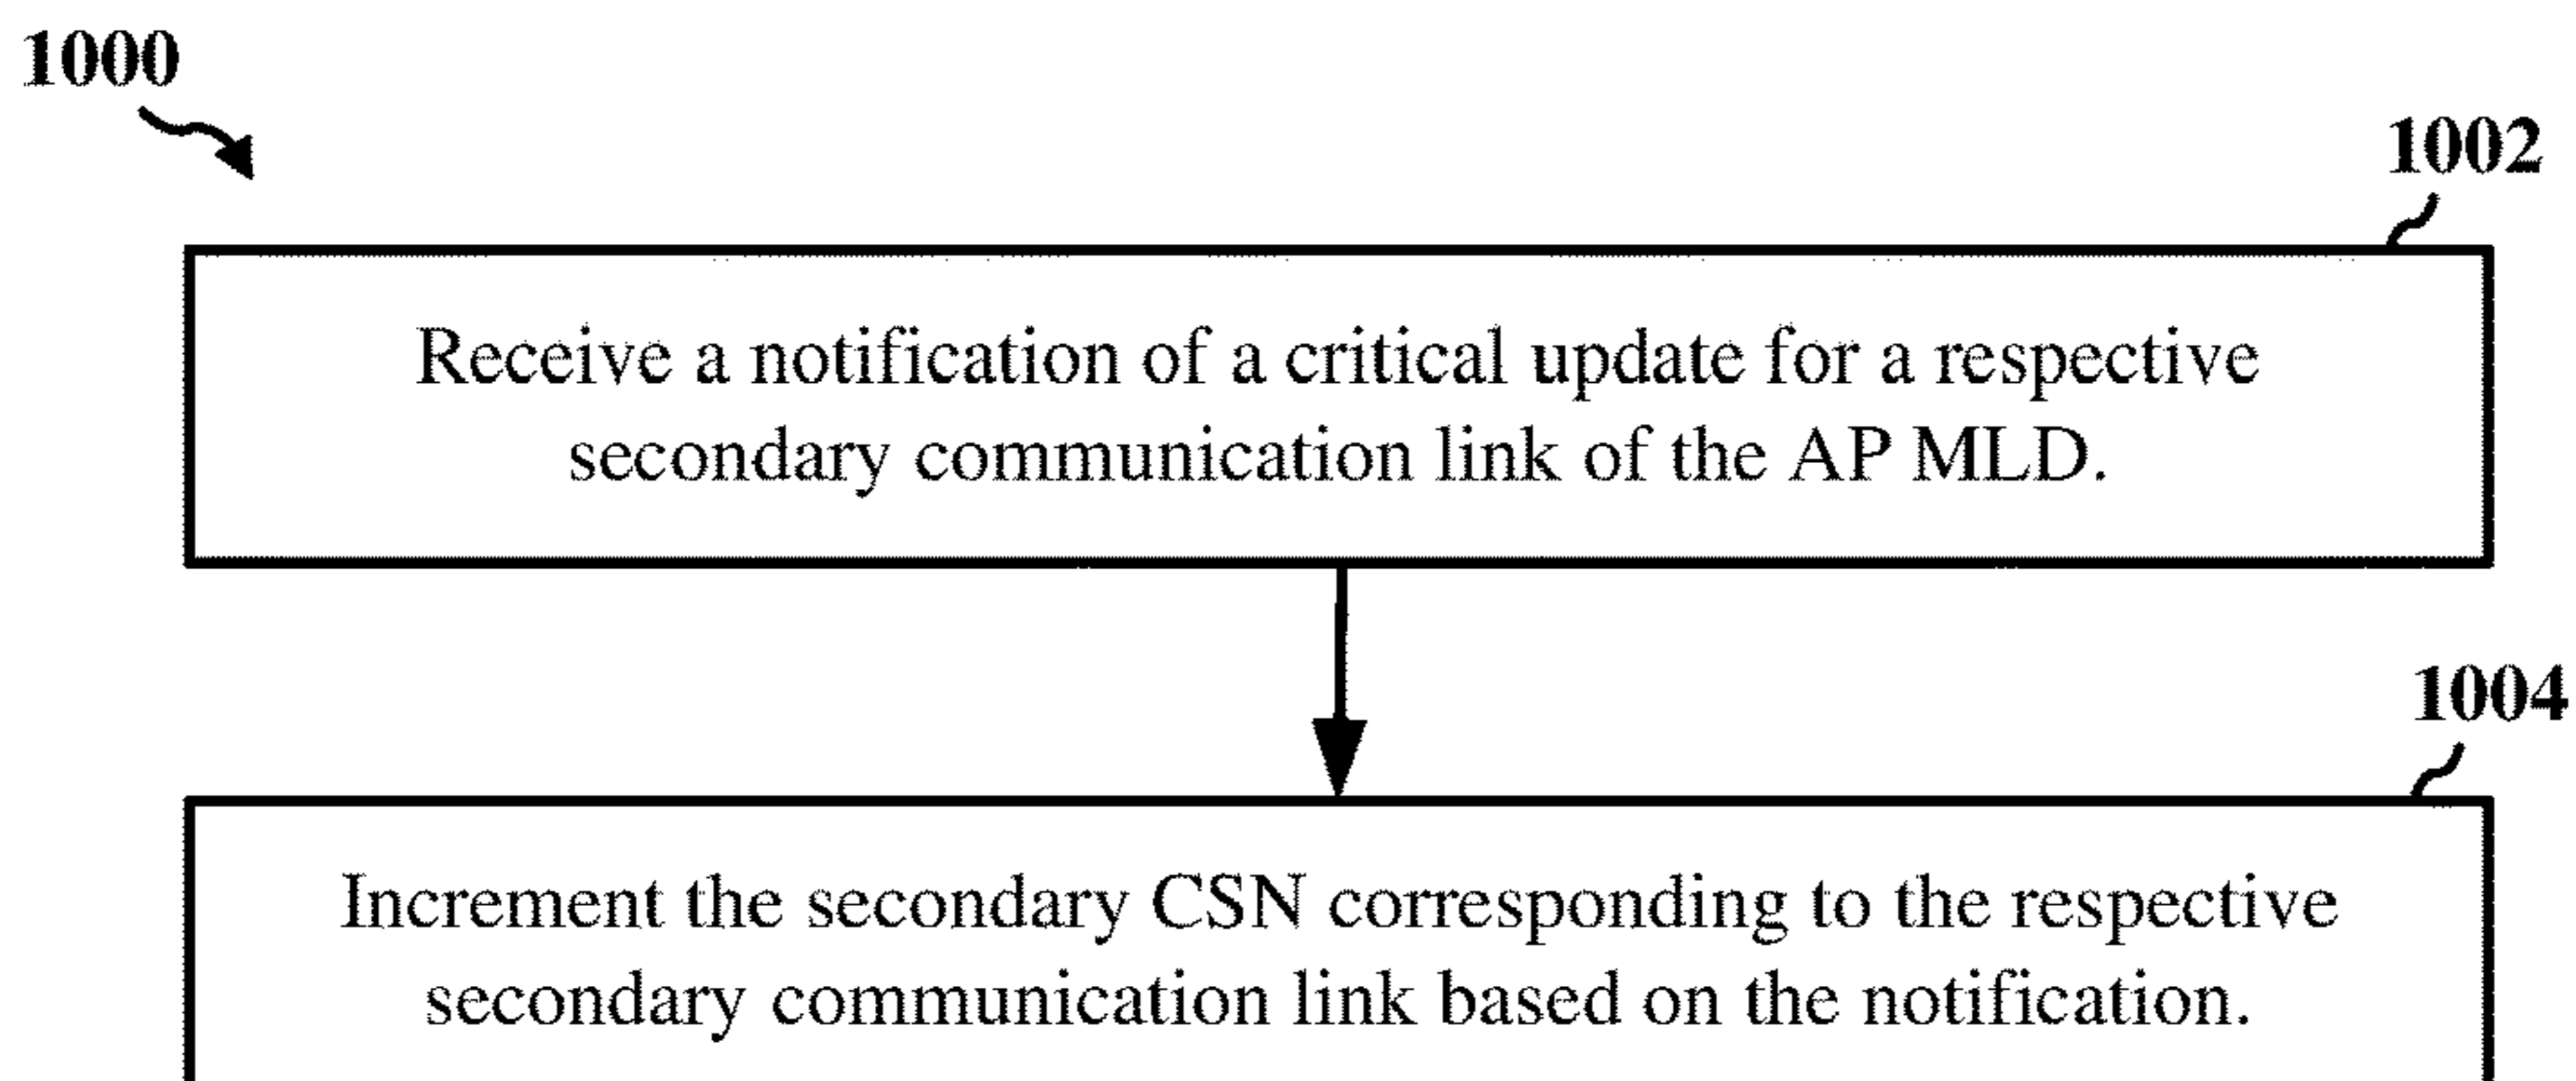 1000
1002
Receive a notification of a critical update for a respective
secondary communication link of the AP MLD.
1004
Increment the secondary CSN corresponding to the respective
secondary communication link based on the notification.